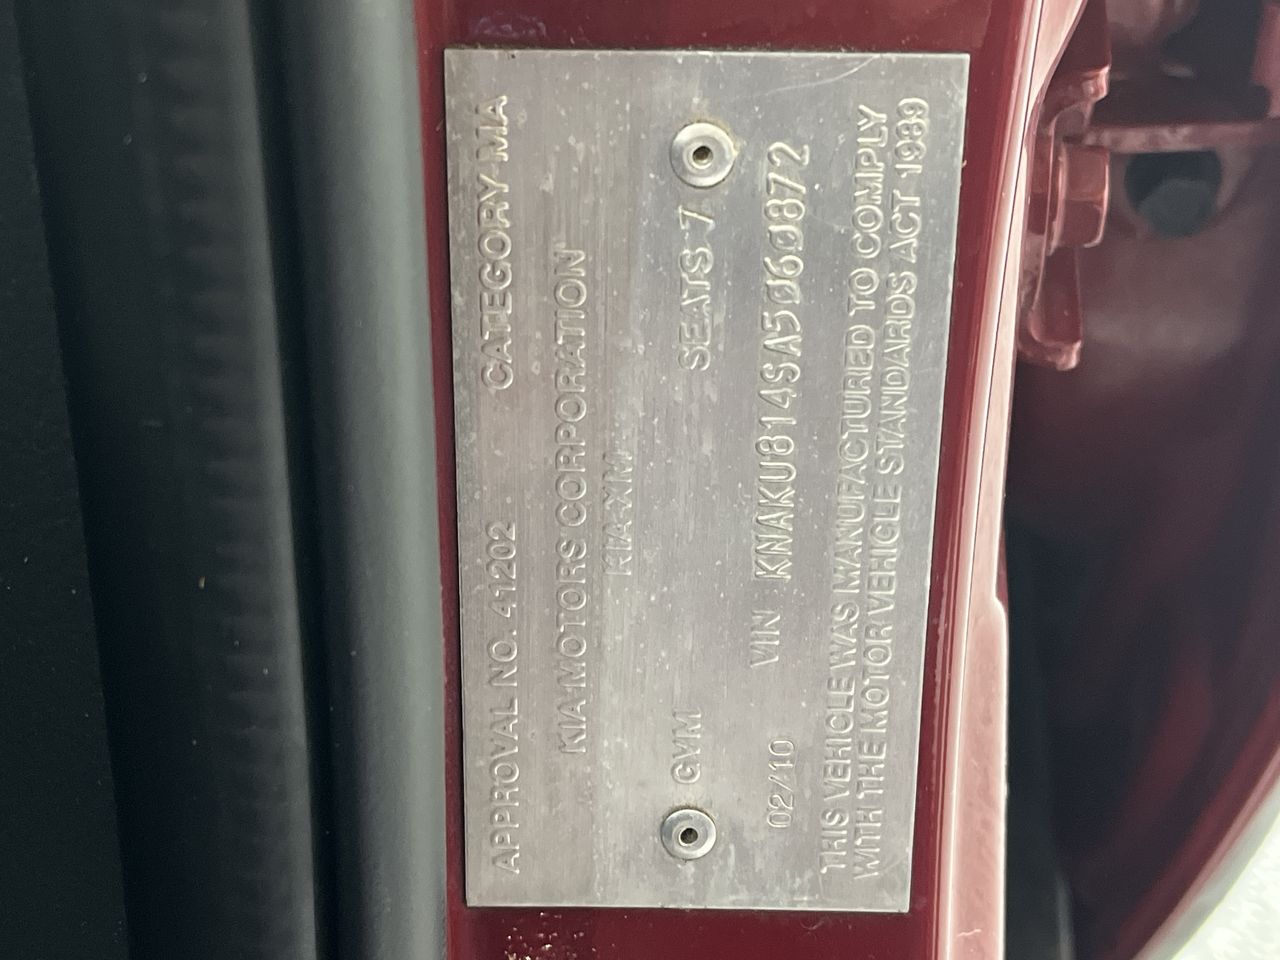 APPROVAL NO. 41202 CATEGORY MA
KIA MOTORS CORPORATION
KIA XM
GVM SEATS 7
02/10 VIN KNAKU814SA5060872
THIS VEHICLE WAS MANUFACTURED TO COMPLY
WITH THE MOTOR VEHICLE STANDARDS ACT 1989